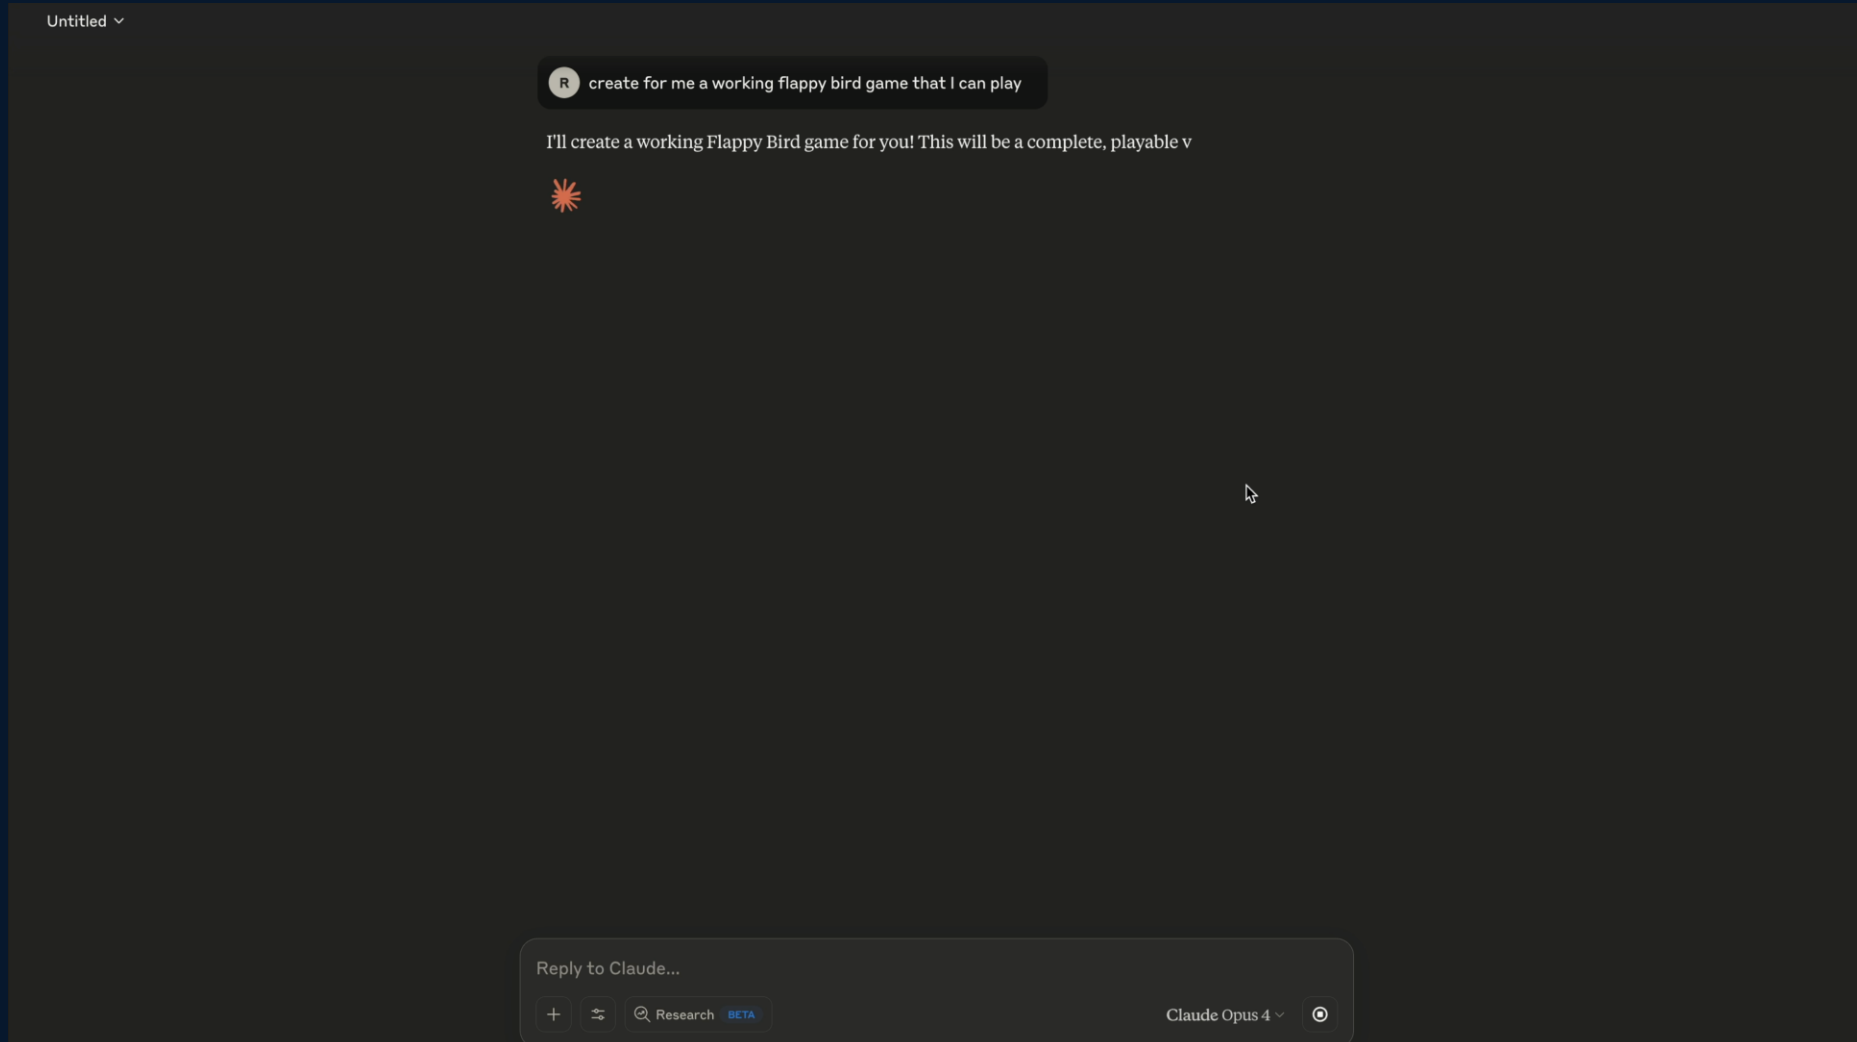 Untitled
R create for me a working flappy bird game that I can play
I'll create a working Flappy Bird game for you! This will be a complete, playable v
Reply to Claude...
Research BETA
Claude Opus 4